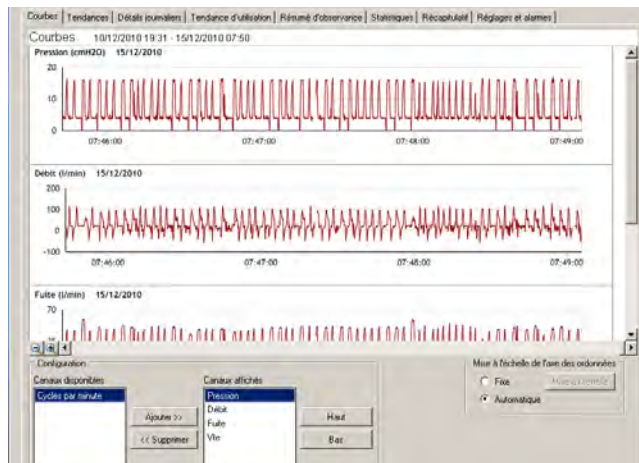 Courbes | Tendances | Détails journaliers | Tendance d'utilisation | Résumé d'observance | Statistiques | Récapitulatif | Réglages et alarmes
Courbes 10/12/2010 19:31 - 15/12/2010 07:50
Pression (cmH2O) 15/12/2010
20
10
0
07:46:00 07:47:00 07:48:00 07:49:00
Débit (l/min) 15/12/2010
200
100
0
-100
07:46:00 07:47:00 07:48:00 07:49:00
Fuite (l/min) 15/12/2010
70
Configuration
Canaux disponibles
Cycles par minute
Ajouter >>
<< Supprimer
Canaux affichés
Pression
Débit
Fuite
Vte
Haut
Bas
Mise à l'échelle de l'axe des ordonnées
Fixe
Mise à l'échelle
Automatique